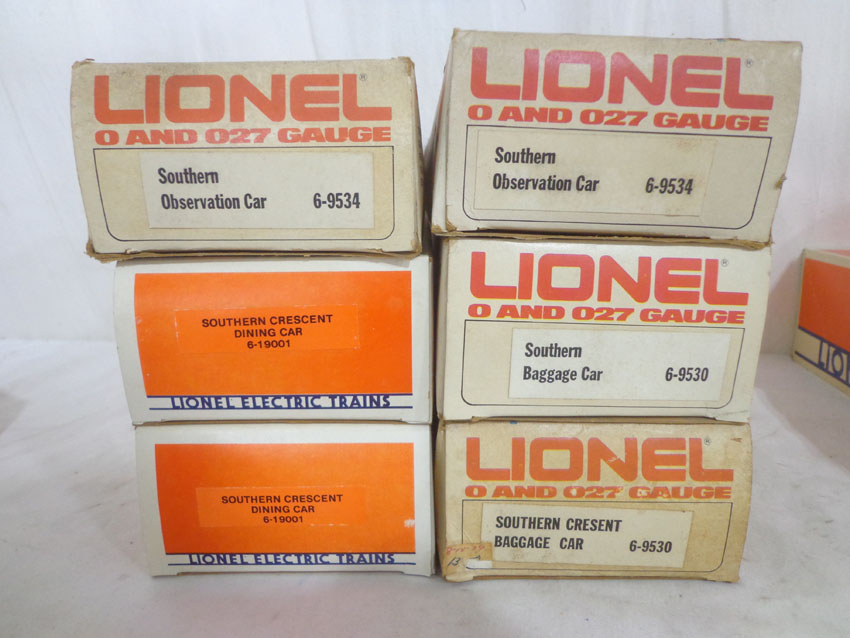 LIONEL®
O AND O27 GAUGE
Southern
Observation Car 6-9534
LIONEL®
O AND O27 GAUGE
Southern
Observation Car 6-9534
SOUTHERN CRESCENT
DINING CAR
6-19001
LIONEL ELECTRIC TRAINS
LIONEL®
O AND O27 GAUGE
Southern
Baggage Car 6-9530
SOUTHERN CRESCENT
DINING CAR
6-19001
LIONEL ELECTRIC TRAINS
LIONEL®
O AND O27 GAUGE
SOUTHERN CRESENT
BAGGAGE CAR 6-9530
LION